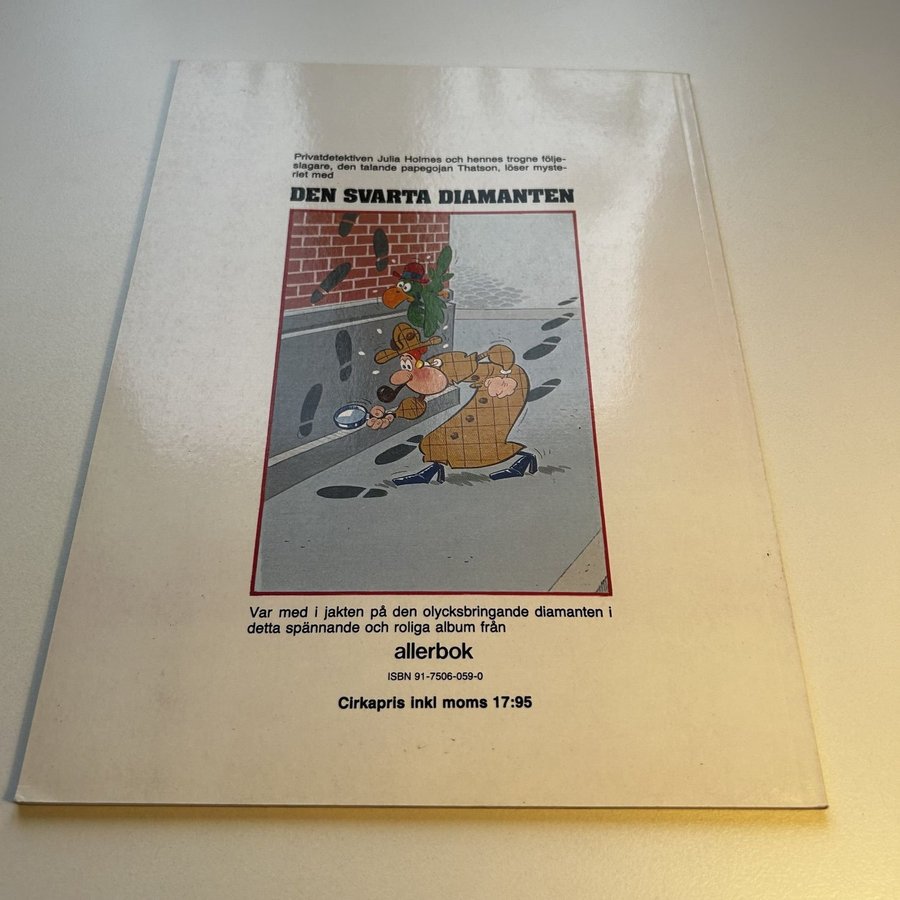 Privatdetektiven Julia Holmes och hennes trogne följe-
slagare, den talande papegojan Thatson, löser myste-
riet med
DEN SVARTA DIAMANTEN
Var med i jakten på den olycksbringande diamanten i
detta spännande och roliga album från
allerbok
ISBN 91-7506-059-0
Cirkapris inkl moms 17:95